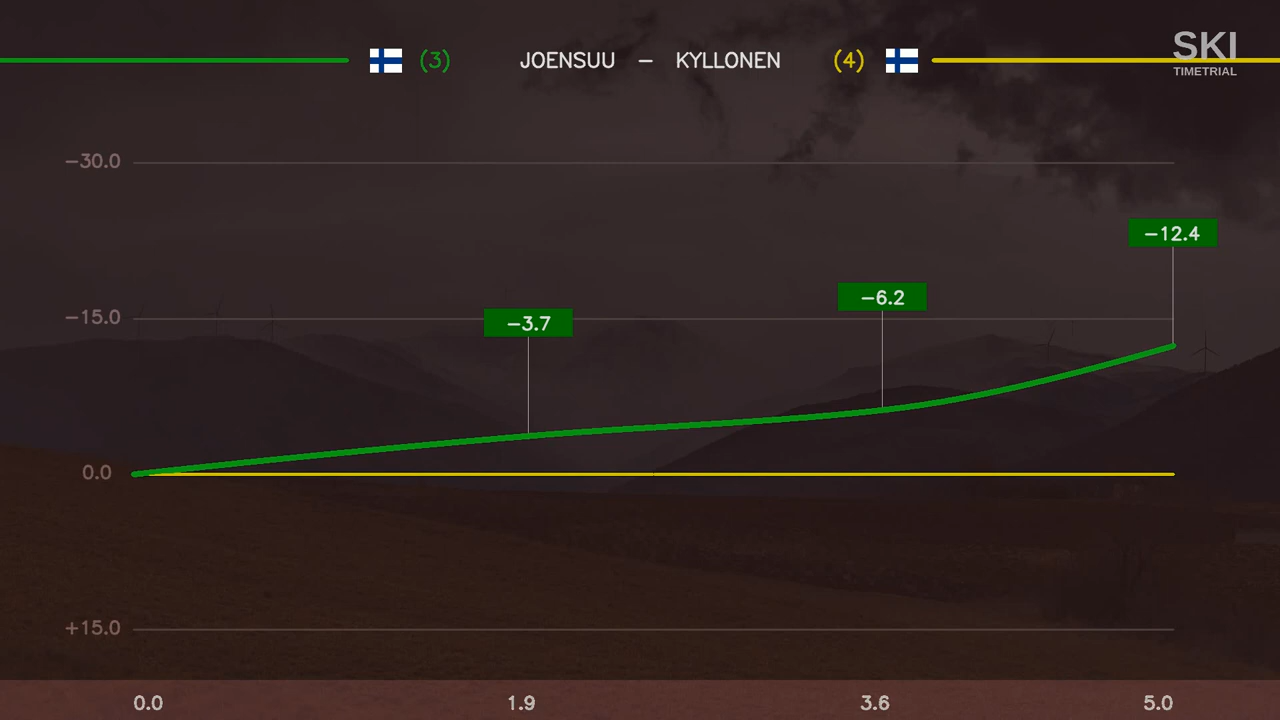 (3) JOENSUU – KYLLONEN (4)
SKI
TIMETRIAL
−30.0
−12.4
−6.2
−15.0
−3.7
0.0
+15.0
0.0 1.9 3.6 5.0